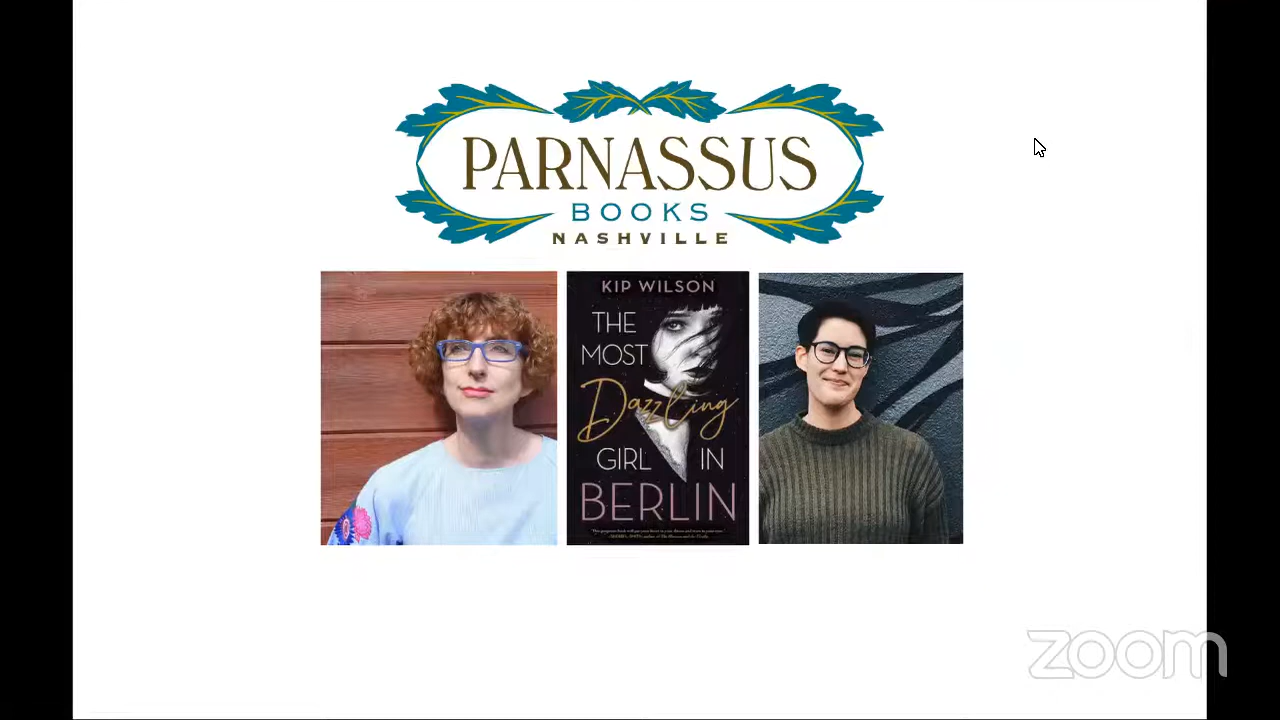 PARNASSUS
BOOKS
NASHVILLE
KIP WILSON
THE
MOST
Dazzling
GIRL IN
BERLIN
zoom